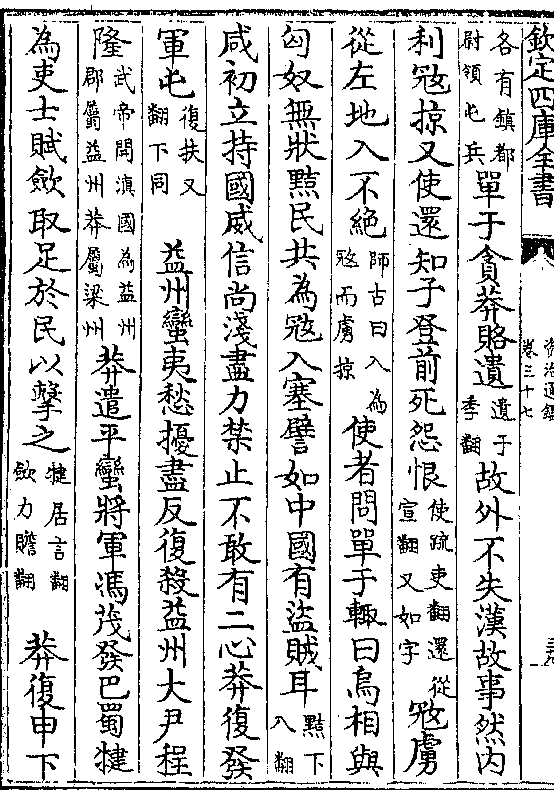 欽定四庫全書
資治通鑑
卷三十七
各有鎮都尉領屯兵單于貪莽賂遺遺于季翻故外不失漢故事然内
利寇掠又使還知子登前死怨恨使疏吏翻還從宣翻又如字寇虜
從左地入不絶師古曰入為寇而虜掠使者問單于輙曰烏桓與
匈奴無狀黠民共為寇入塞譬如中國有盜賊耳黠下八翻
咸初立持國威信尚淺盡力禁止不敢有二心莽復發
軍屯復扶又翻下同益州蠻夷愁擾盡反復殺益州大尹程
隆武帝開滇國為益州郡屬益州莽屬梁州莽遣平蠻將軍馮茂發巴蜀犍
為吏士賦斂取足於民以擊之犍居言翻斂力贍翻莽復申下